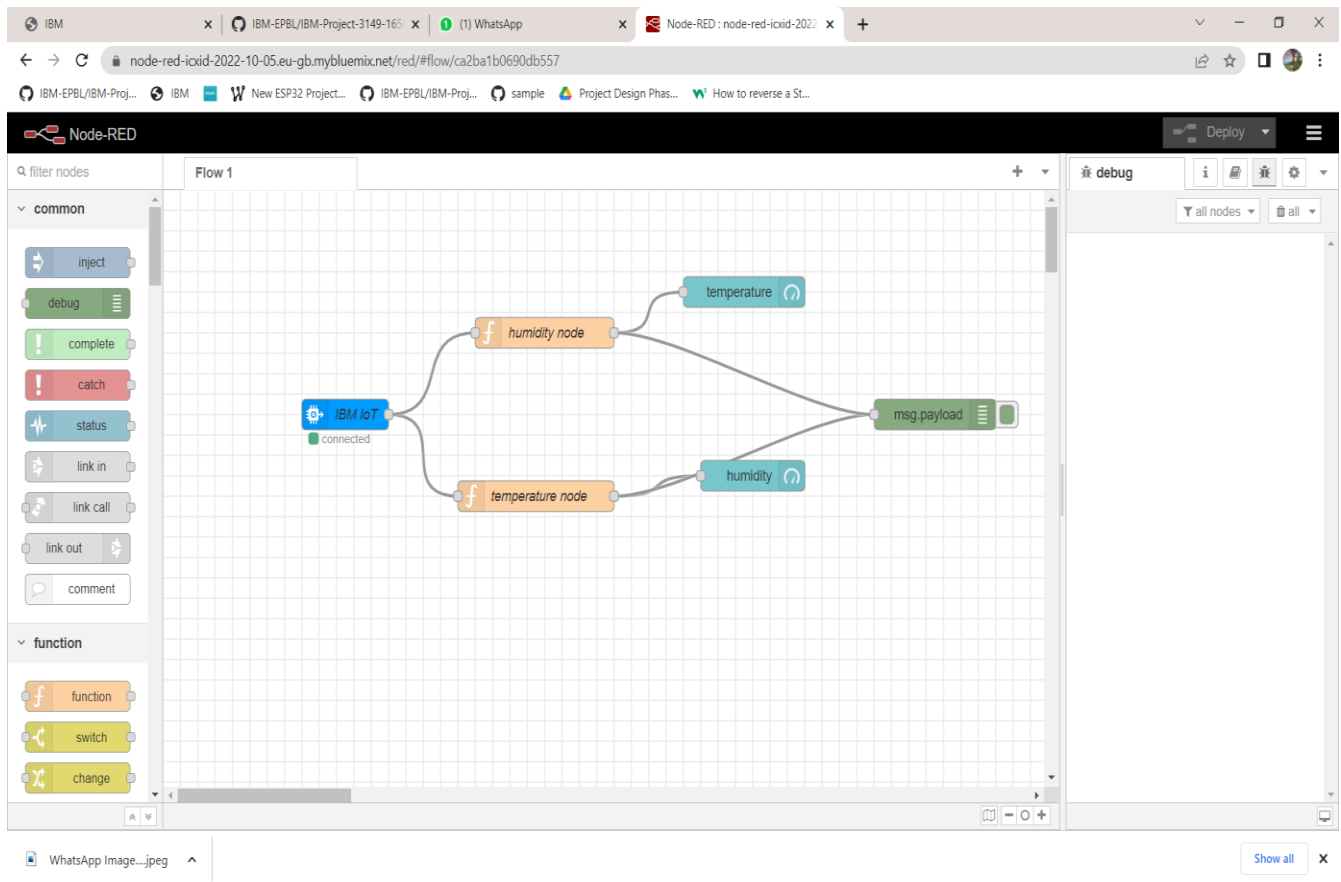 IBM
IBM-EPBL/IBM-Project-3149-165
(1) WhatsApp
Node-RED : node-red-icxid-2022
node-red-icxid-2022-10-05.eu-gb.mybluemix.net/red/#flow/ca2ba1b0690db557
IBM-EPBL/IBM-Proj... IBM New ESP32 Project... IBM-EPBL/IBM-Proj... sample Project Design Phas... How to reverse a St...
Node-RED
Deploy
filter nodes
Flow 1
debug
all nodes
all
common
inject
debug
complete
catch
status
link in
link call
link out
comment
function
function
switch
change
temperature
humidity node
IBM IoT
connected
msg.payload
humidity
temperature node
WhatsApp Image....jpeg
Show all